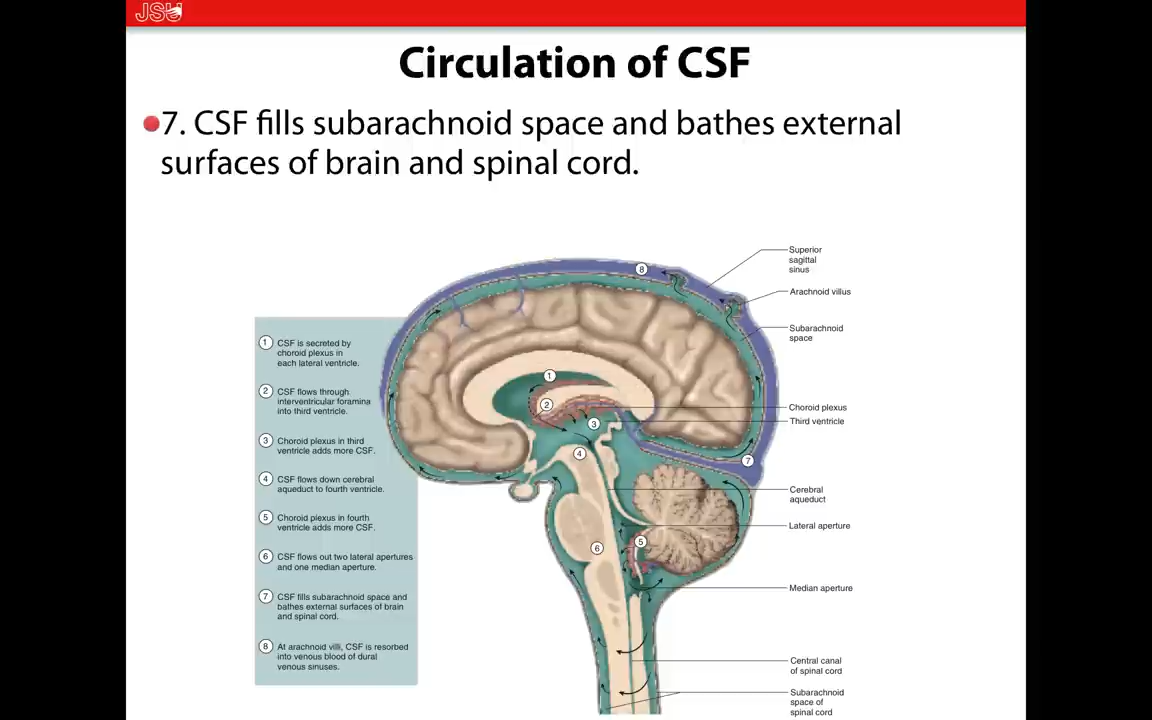 JSU
Circulation of CSF
7. CSF fills subarachnoid space and bathes external
surfaces of brain and spinal cord.
1 CSF is secreted by
choroid plexus in
each lateral ventricle.
2 CSF flows through
interventricular foramina
into third ventricle.
3 Choroid plexus in third
ventricle adds more CSF.
4 CSF flows down cerebral
aqueduct to fourth ventricle.
5 Choroid plexus in fourth
ventricle adds more CSF.
6 CSF flows out two lateral apertures
and one median aperture.
7 CSF fills subarachnoid space and
bathes external surfaces of brain
and spinal cord.
8 At arachnoid villi, CSF is resorbed
into venous blood of dural
venous sinuses.
8
1
2
3
4
7
5
6
Superior
sagittal
sinus
Arachnoid villus
Subarachnoid
space
Choroid plexus
Third ventricle
Cerebral
aqueduct
Lateral aperture
Median aperture
Central canal
of spinal cord
Subarachnoid
space of
spinal cord